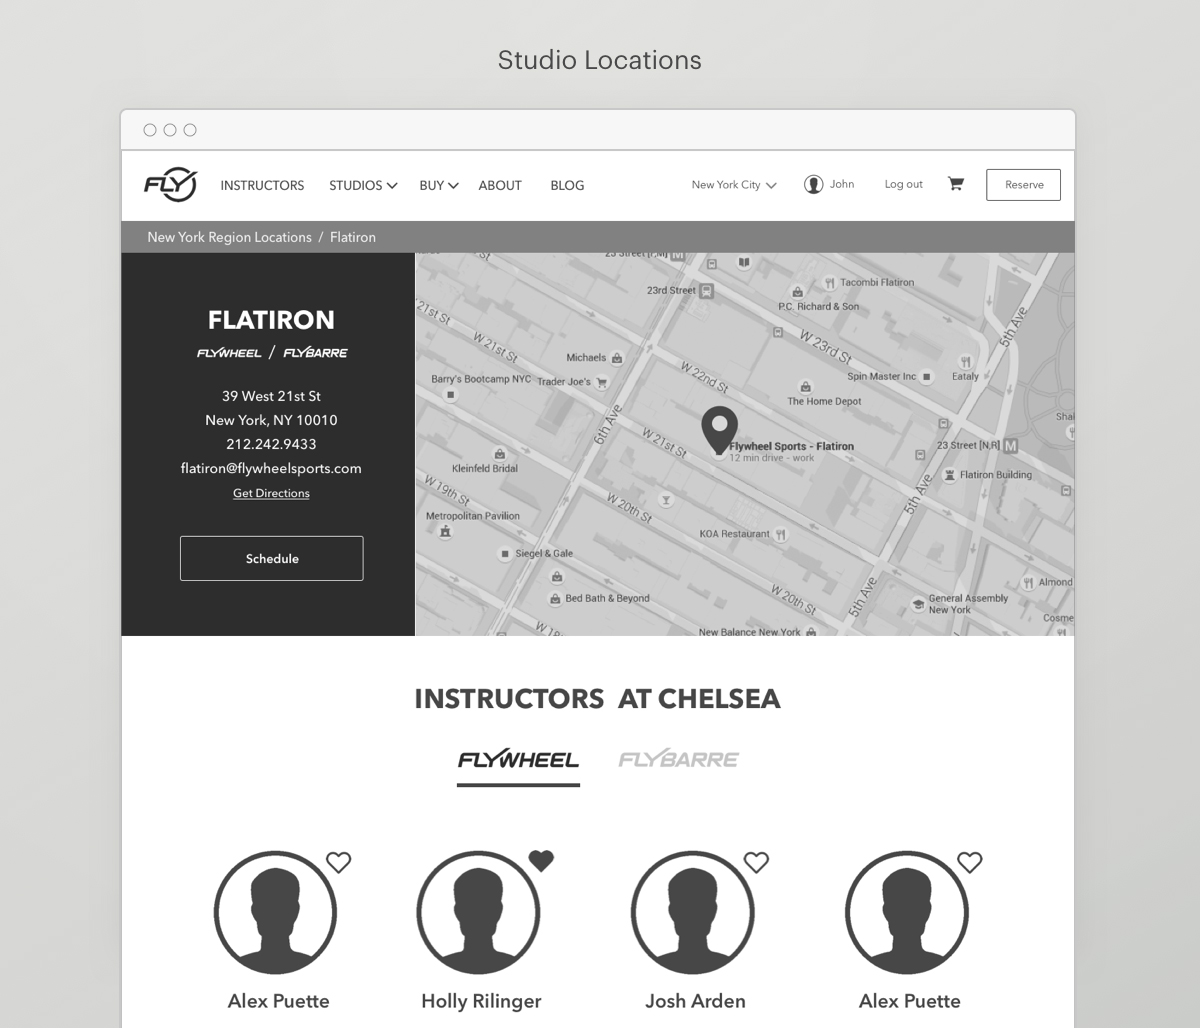 Studio Locations
FLY INSTRUCTORS STUDIOS BUY ABOUT BLOG New York City John Log out Reserve
New York Region Locations / Flatiron
FLATIRON
FLYWHEEL / FLYBARRE
39 West 21st St
New York, NY 10010
212.242.9433
flatiron@flywheelsports.com
Get Directions
Schedule
23 Street [F,M] M
23rd Street
Tacombi Flatiron
P.C. Richard & Son
W 21st St
W 21st St
W 23rd St
5th Ave
Michaels
W 22nd St
Barry's Bootcamp NYC
Trader Joe's
Spin Master Inc
Eataly
The Home Depot
6th Ave
W 21st St
Flywheel Sports - Flatiron
12 min drive - work
23 Street [N,R] M
Kleinfeld Bridal
Flatiron Building
W 19th St
W 20th St
5th Ave
Metropolitan Pavilion
KOA Restaurant
Siegel & Gale
Almond
Bed Bath & Beyond
W 20th St
5th Ave
General Assembly
New York
Cosme
New Balance New York
INSTRUCTORS AT CHELSEA
FLYWHEEL FLYBARRE
Alex Puette Holly Rilinger Josh Arden Alex Puette